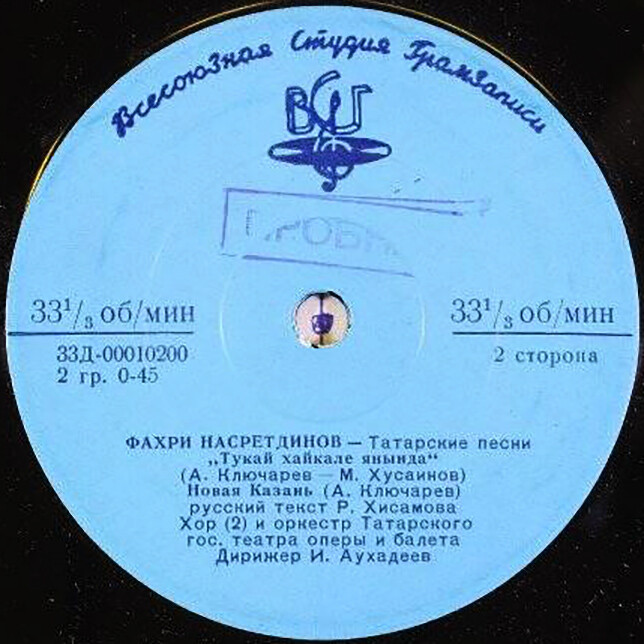 Всесоюзная Студия Грамзаписи
ВСГ
33¹/₃ об/мин
33Д-00010200
2 гр. 0-45
33¹/₃ об/мин
2 сторона
ФАХРИ НАСРЕТДИНОВ — Татарские песни
„Тукай хайкале янында“
(А. Ключарев — М. Хусаинов)
Новая Казань (А. Ключарев)
русский текст Р. Хисамова
Хор (2) и оркестр Татарского
гос. театра оперы и балета
Дирижер И. Аухадеев